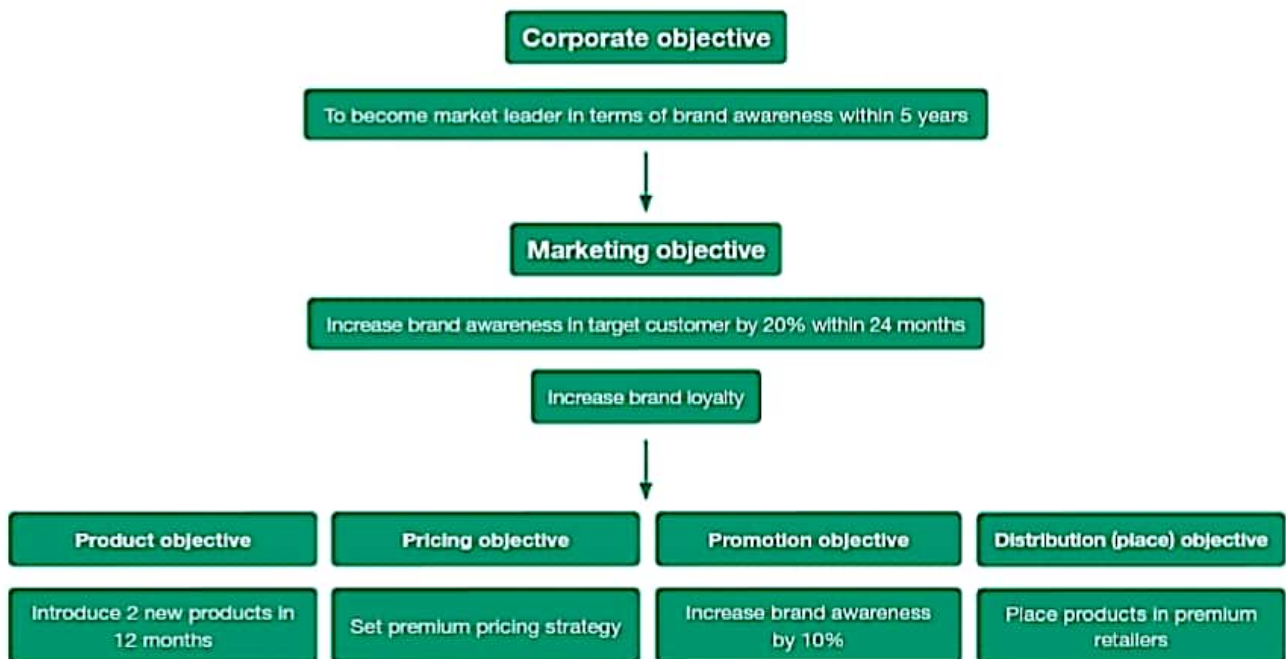 Corporate objective
To become market leader in terms of brand awareness within 5 years
Marketing objective
Increase brand awareness in target customer by 20% within 24 months
Increase brand loyalty
Product objective
Pricing objective
Promotion objective
Distribution (place) objective
Introduce 2 new products in
12 months
Set premium pricing strategy
Increase brand awareness
by 10%
Place products in premium
retailers